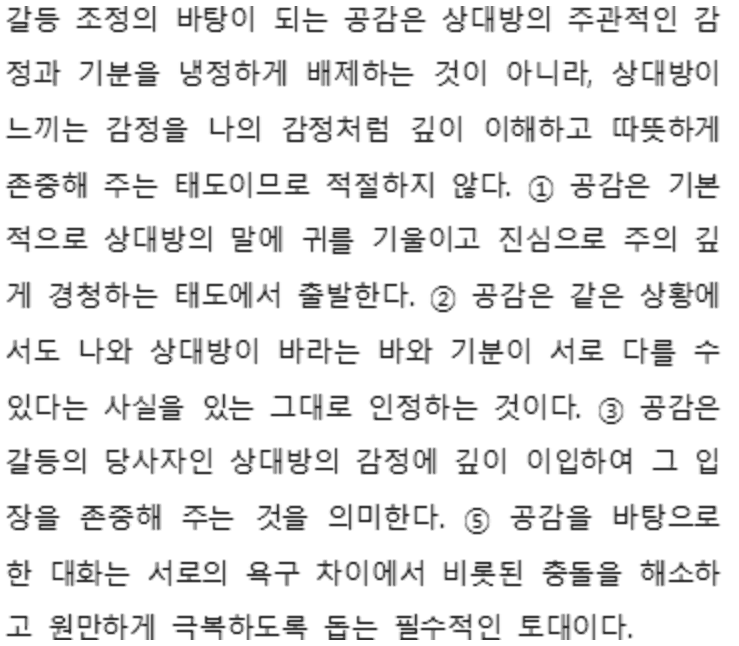 갈등 조정의 바탕이 되는 공감은 상대방의 주관적인 감
정과 기분을 냉정하게 배제하는 것이 아니라, 상대방이
느끼는 감정을 나의 감정처럼 깊이 이해하고 따뜻하게
존중해 주는 태도이므로 적절하지 않다. ① 공감은 기본
적으로 상대방의 말에 귀를 기울이고 진심으로 주의 깊
게 경청하는 태도에서 출발한다. ② 공감은 같은 상황에
서도 나와 상대방이 바라는 바와 기분이 서로 다를 수
있다는 사실을 있는 그대로 인정하는 것이다. ③ 공감은
갈등의 당사자인 상대방의 감정에 깊이 이입하여 그 입
장을 존중해 주는 것을 의미한다. ⑤ 공감을 바탕으로
한 대화는 서로의 욕구 차이에서 비롯된 충돌을 해소하
고 원만하게 극복하도록 돕는 필수적인 토대이다.